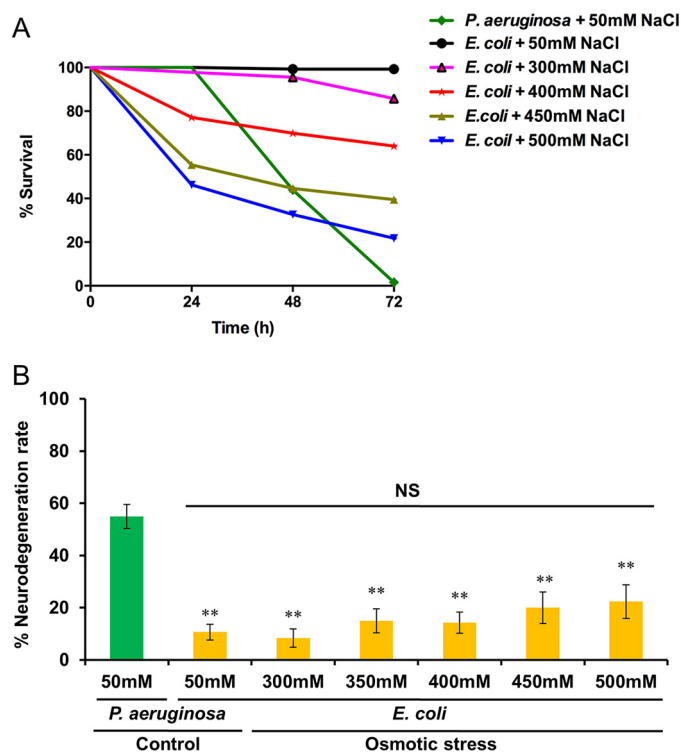 A
P. aeruginosa + 50mM NaCl
E. coli + 50mM NaCl
E. coli + 300mM NaCl
E. coli + 400mM NaCl
E.coli + 450mM NaCl
E. coil + 500mM NaCl
100
80
60
40
20
0
% Survival
0 24 48 72
Time (h)
B
100
80
60
40
20
0
% Neurodegeneration rate
NS
** ** ** ** ** **
50mM 50mM 300mM 350mM 400mM 450mM 500mM
P. aeruginosa E. coli
Control Osmotic stress